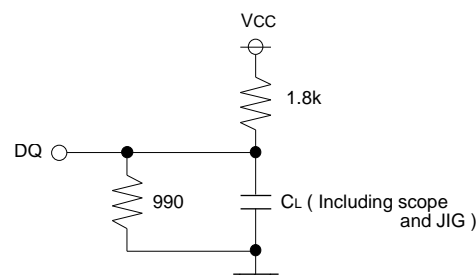 VCC
1.8k
DQ
990
CL ( Including scope
and JIG )